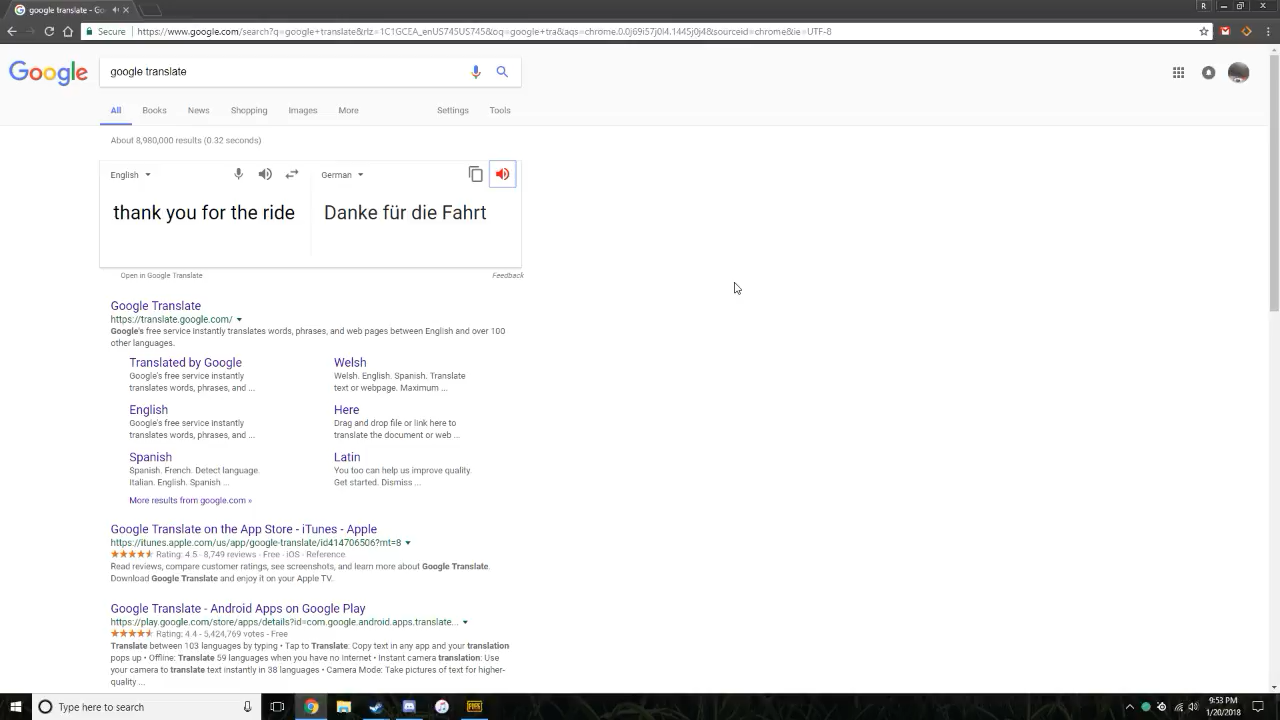 google translate - Go
R
Secure
https://www.google.com/search?q=google+translate&rlz=1C1GCEA_enUS745US745&oq=google+tra&aqs=chrome.0.0j69i57j0l4.1445j0j4&sourceid=chrome&ie=UTF-8
Google
google translate
All Books News Shopping Images More Settings Tools
About 8,980,000 results (0.32 seconds)
English German
thank you for the ride Danke für die Fahrt
Open in Google Translate Feedback
Google Translate
https://translate.google.com/
Google's free service instantly translates words, phrases, and web pages between English and over 100
other languages.
Translated by Google
Google's free service instantly
translates words, phrases, and ...
Welsh
Welsh. English. Spanish. Translate
text or webpage. Maximum ...
English
Google's free service instantly
translates words, phrases, and ...
Here
Drag and drop file or link here to
translate the document or web ...
Spanish
Spanish. French. Detect language.
Italian. English. Spanish ...
Latin
You too can help us improve quality.
Get started. Dismiss ...
More results from google.com »
Google Translate on the App Store - iTunes - Apple
https://itunes.apple.com/us/app/google-translate/id414706506?mt=8
Rating: 4.5 - 8,749 reviews - Free - iOS - Reference
Read reviews, compare customer ratings, see screenshots, and learn more about Google Translate.
Download Google Translate and enjoy it on your Apple TV.
Google Translate - Android Apps on Google Play
https://play.google.com/store/apps/details?id=com.google.android.apps.translate...
Rating: 4.4 - 5,424,769 votes - Free
Translate between 103 languages by typing • Tap to Translate: Copy text in any app and your translation
pops up • Offline: Translate 59 languages when you have no Internet • Instant camera translation: Use
your camera to translate text instantly in 38 languages • Camera Mode: Take pictures of text for higher-
quality ...
Type here to search
9:53 PM
1/20/2018